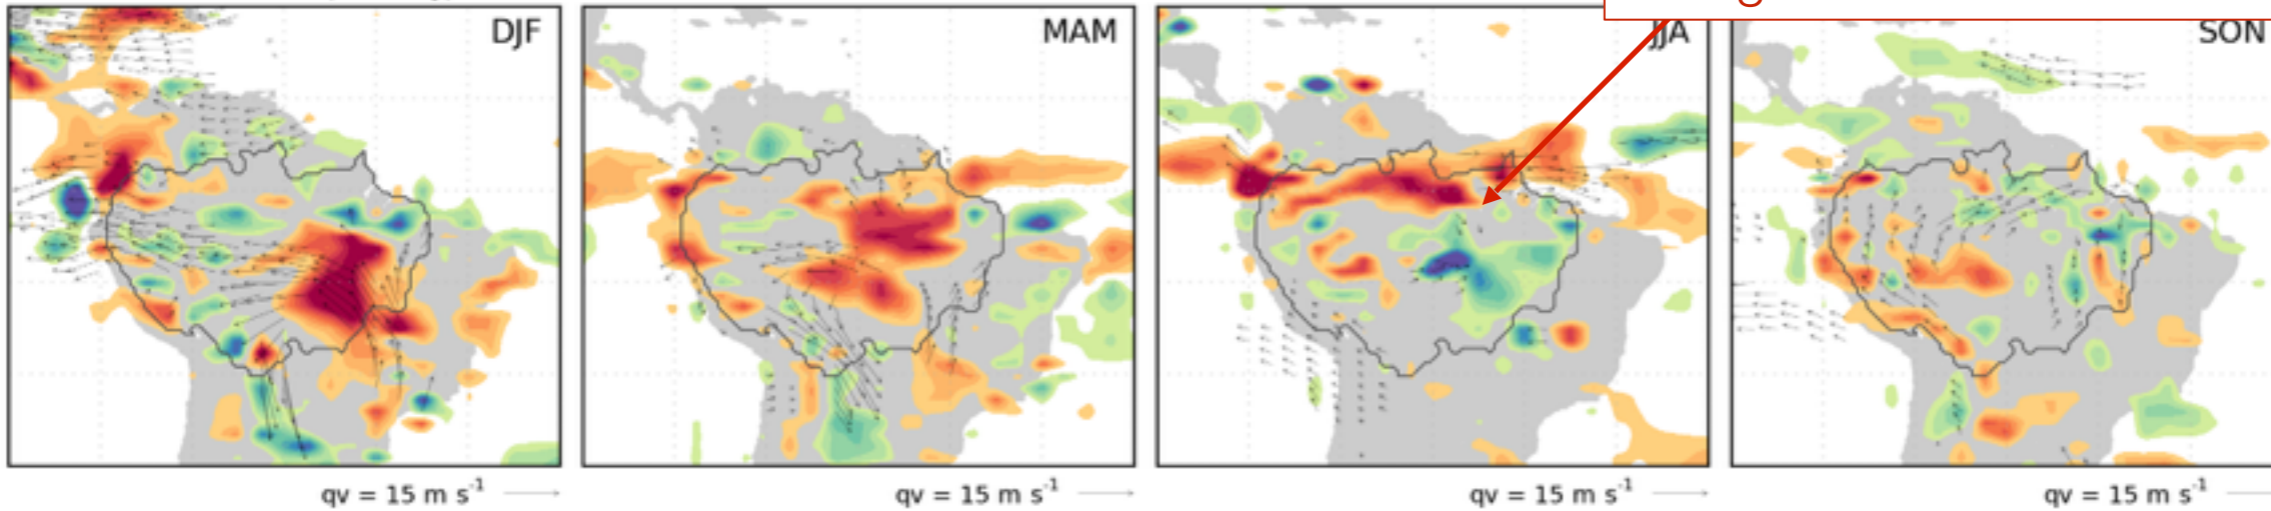 DJF
MAM
JJA
SON
qv = 15 m s⁻¹
qv = 15 m s⁻¹
qv = 15 m s⁻¹
qv = 15 m s⁻¹